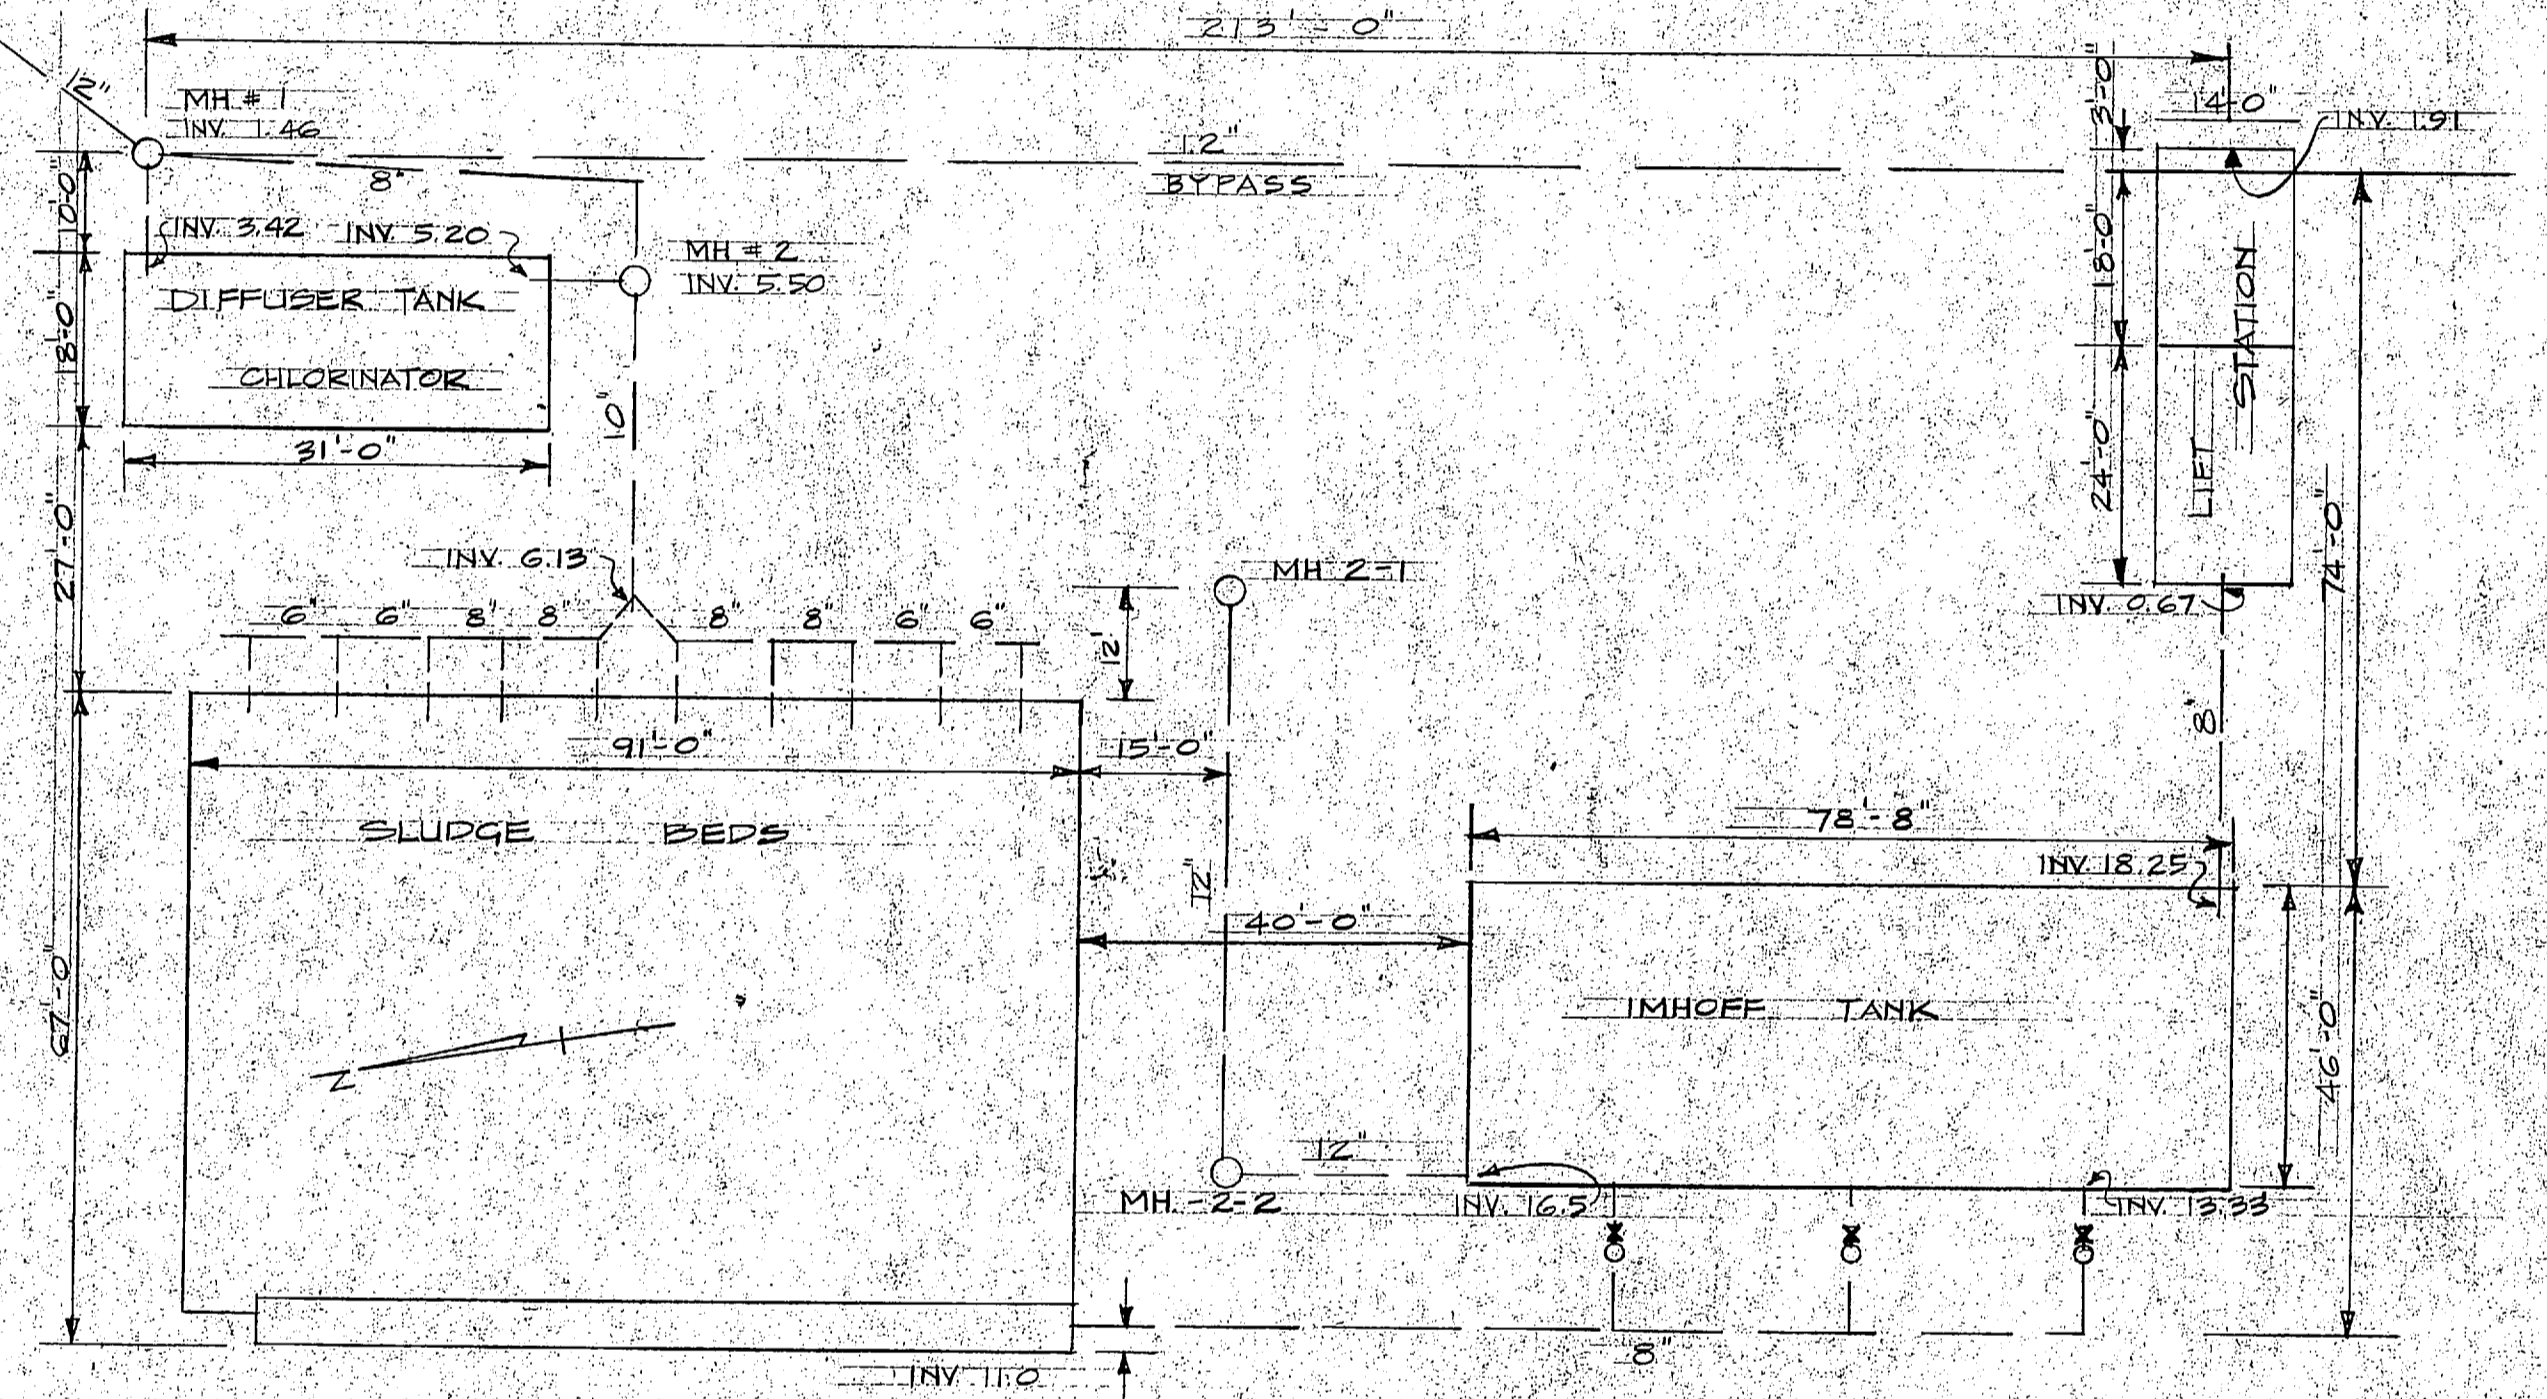 213'-0"
12"
MH # 1
INV. 1.46
3'-0"
14'-0"
INV. 1.91
12"
BYPASS
8"
10'-0"
INV. 3.42
INV. 5.20
MH # 2
INV. 5.50
DIFFUSER TANK
CHLORINATOR
18'-0"
31'-0"
10"
18'-0"
24'-0"
LIFT
STATION
74'-0"
27'-0"
INV. 6.13
6" 6" 8" 8" 8" 8" 6" 6"
MH 2-1
12'
INV. 0.67
8"
91'-0"
15'-0"
SLUDGE BEDS
78'-8"
INV. 18.25
12"
40'-0"
67'-0"
IMHOFF TANK
46'-0"
Z
12"
MH.-2-2
INV. 16.5
INV. 13.33
8"
INV 11.0